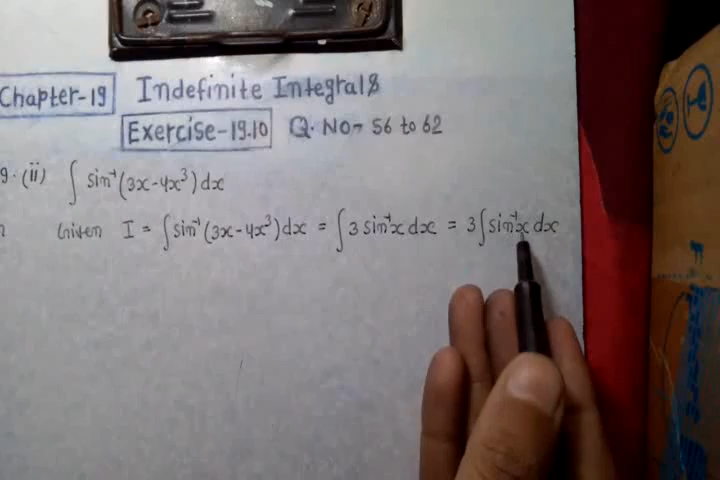 Chapter-19 Indefinite Integrals
Exercise-19.10 Q. No- 56 to 62
9. (ii) ∫ sin⁻¹(3x-4x³)dx
Given I = ∫ sin⁻¹(3x-4x³)dx = ∫ 3 sin⁻¹x dx = 3∫ sin⁻¹x dx